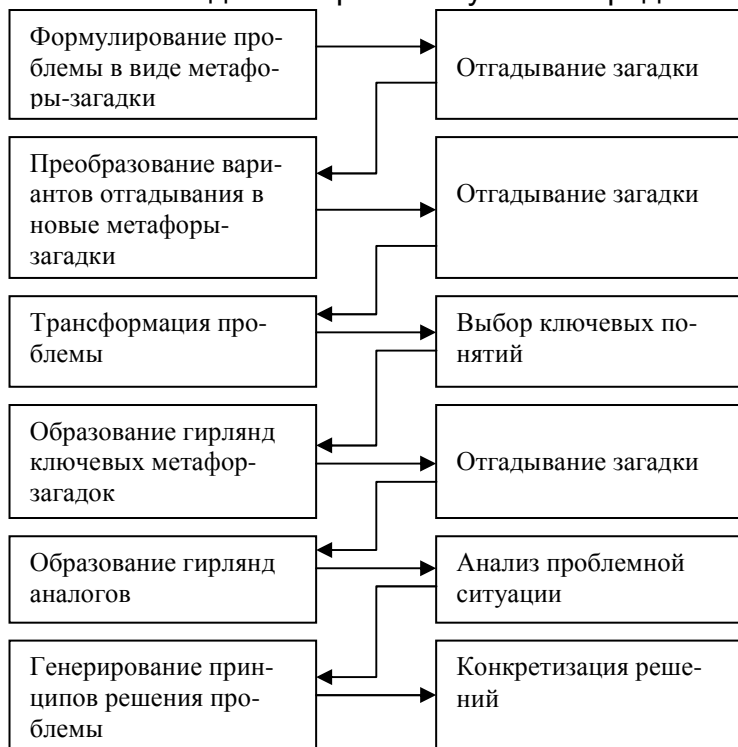 Формулирование про-
блемы в виде метафо-
ры-загадки
Отгадывание загадки
Преобразование вари-
антов отгадывания в
новые метафоры-
загадки
Отгадывание загадки
Трансформация про-
блемы
Выбор ключевых по-
нятий
Образование гирлянд
ключевых метафор-
загадок
Отгадывание загадки
Образование гирлянд
аналогов
Анализ проблемной
ситуации
Генерирование прин-
ципов решения про-
блемы
Конкретизация реше-
ний